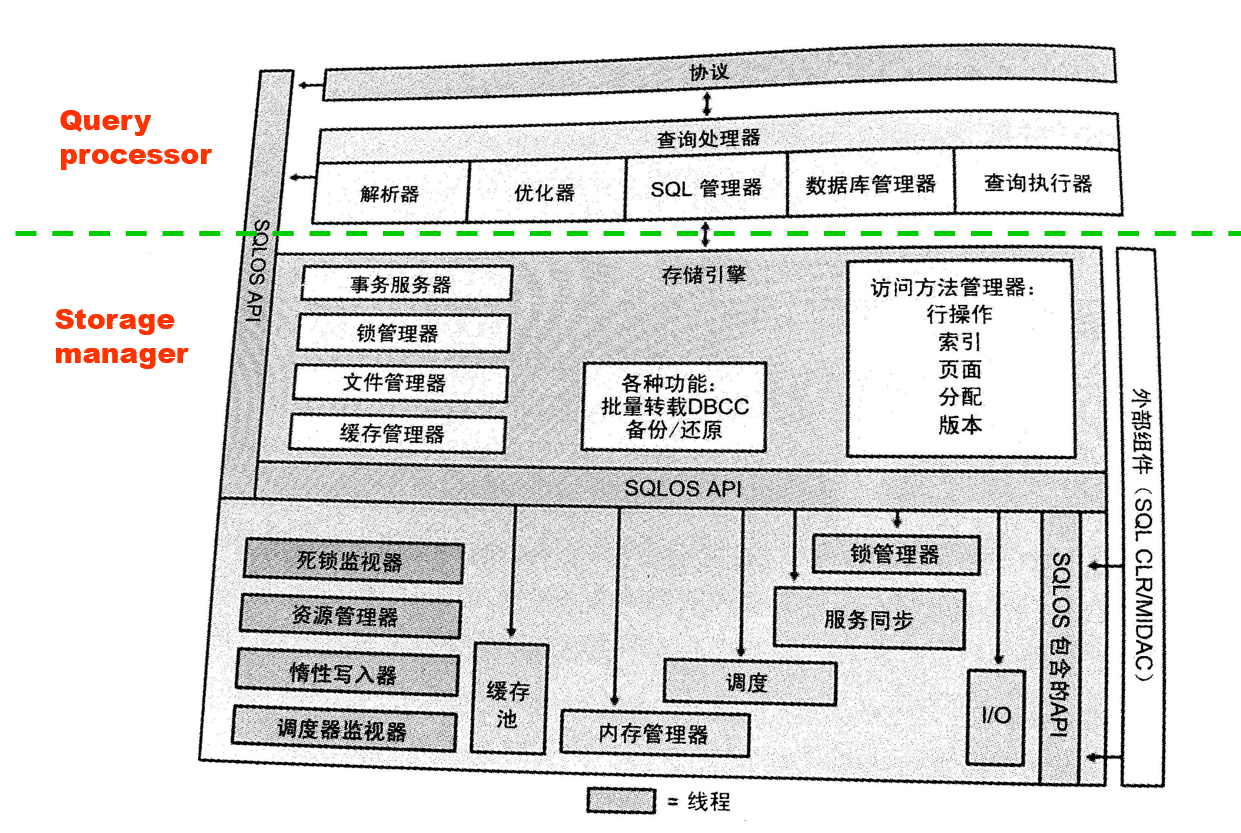 协议
Query
processor
查询处理器
解析器
优化器
SQL 管理器
数据库管理器
查询执行器
SQLOS API
Storage
manager
存储引擎
事务服务器
锁管理器
文件管理器
缓存管理器
各种功能：
批量转载DBCC
备份/还原
访问方法管理器：
行操作
索引
页面
分配
版本
外部组件（SQL CLR/MIDAC）
SQLOS API
死锁监视器
资源管理器
惰性写入器
调度器监视器
缓存
池
内存管理器
调度
服务同步
锁管理器
I/O
SQLOS 包含的API
= 线程